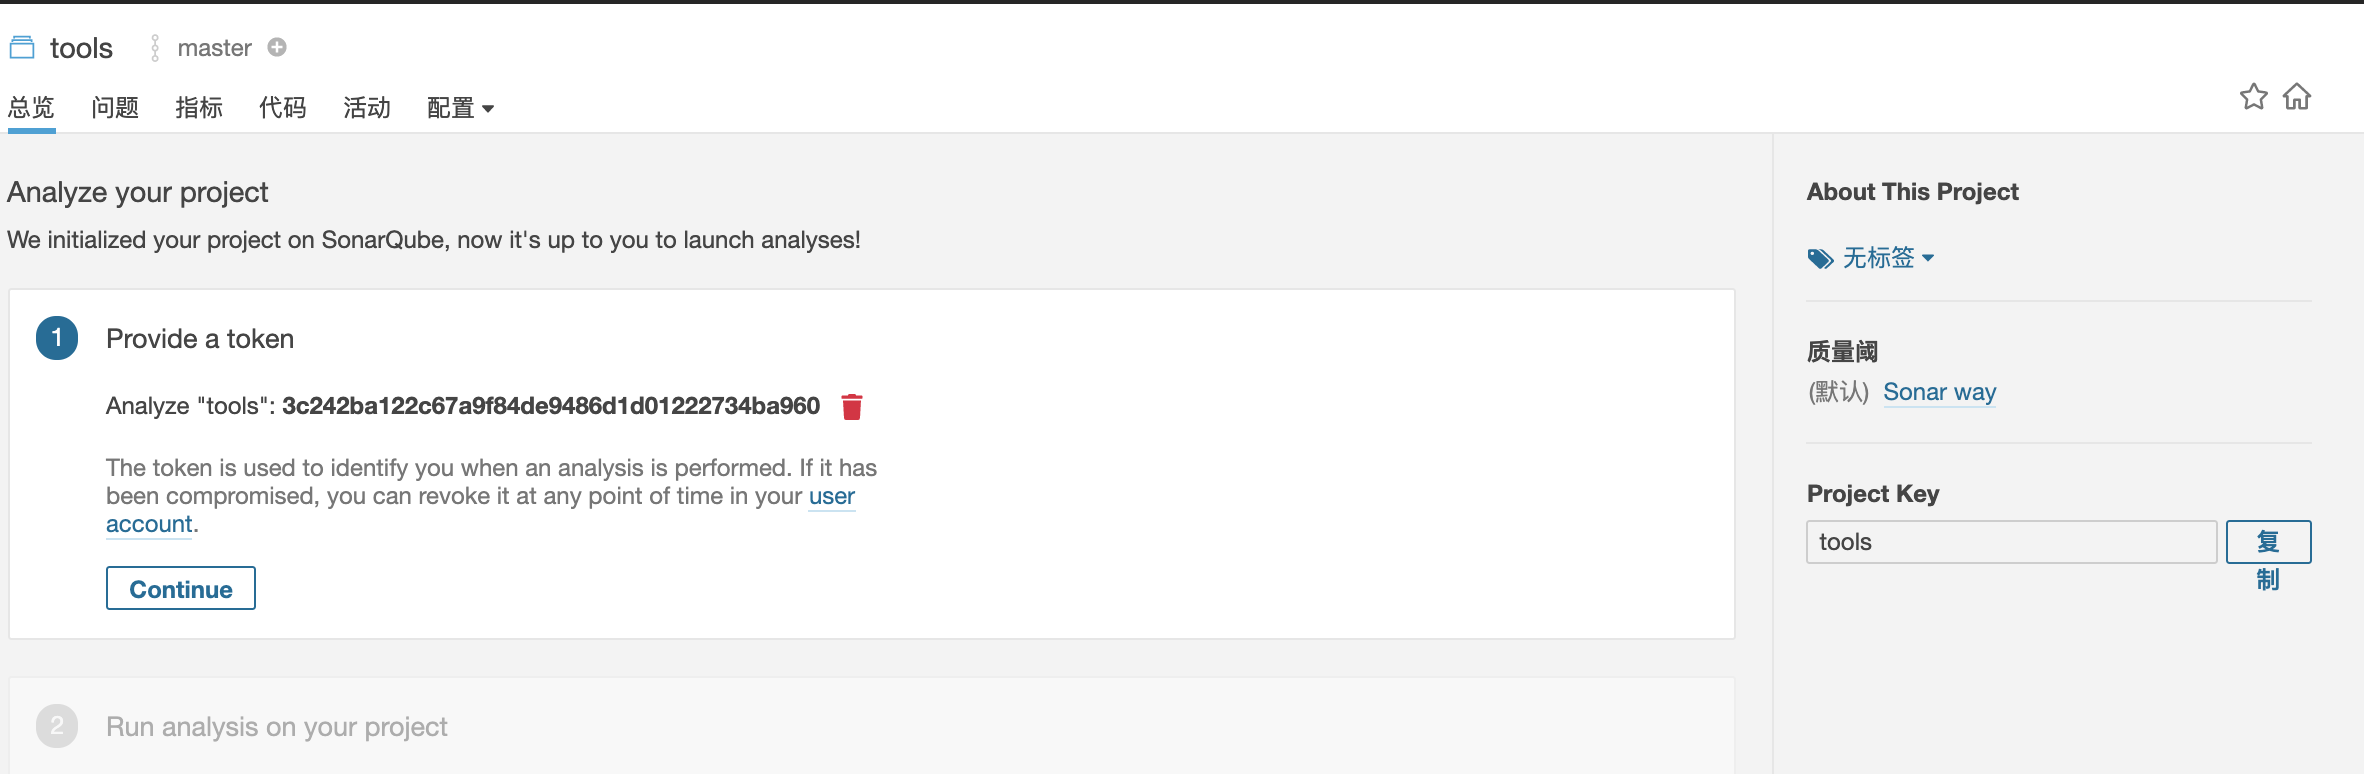 tools master
总览 问题 指标 代码 活动 配置
Analyze your project
We initialized your project on SonarQube, now it's up to you to launch analyses!
1 Provide a token
Analyze "tools": 3c242ba122c67a9f84de9486d1d01222734ba960
The token is used to identify you when an analysis is performed. If it has
been compromised, you can revoke it at any point of time in your user
account.
Continue
2 Run analysis on your project
About This Project
无标签
质量阈
(默认) Sonar way
Project Key
tools
复
制